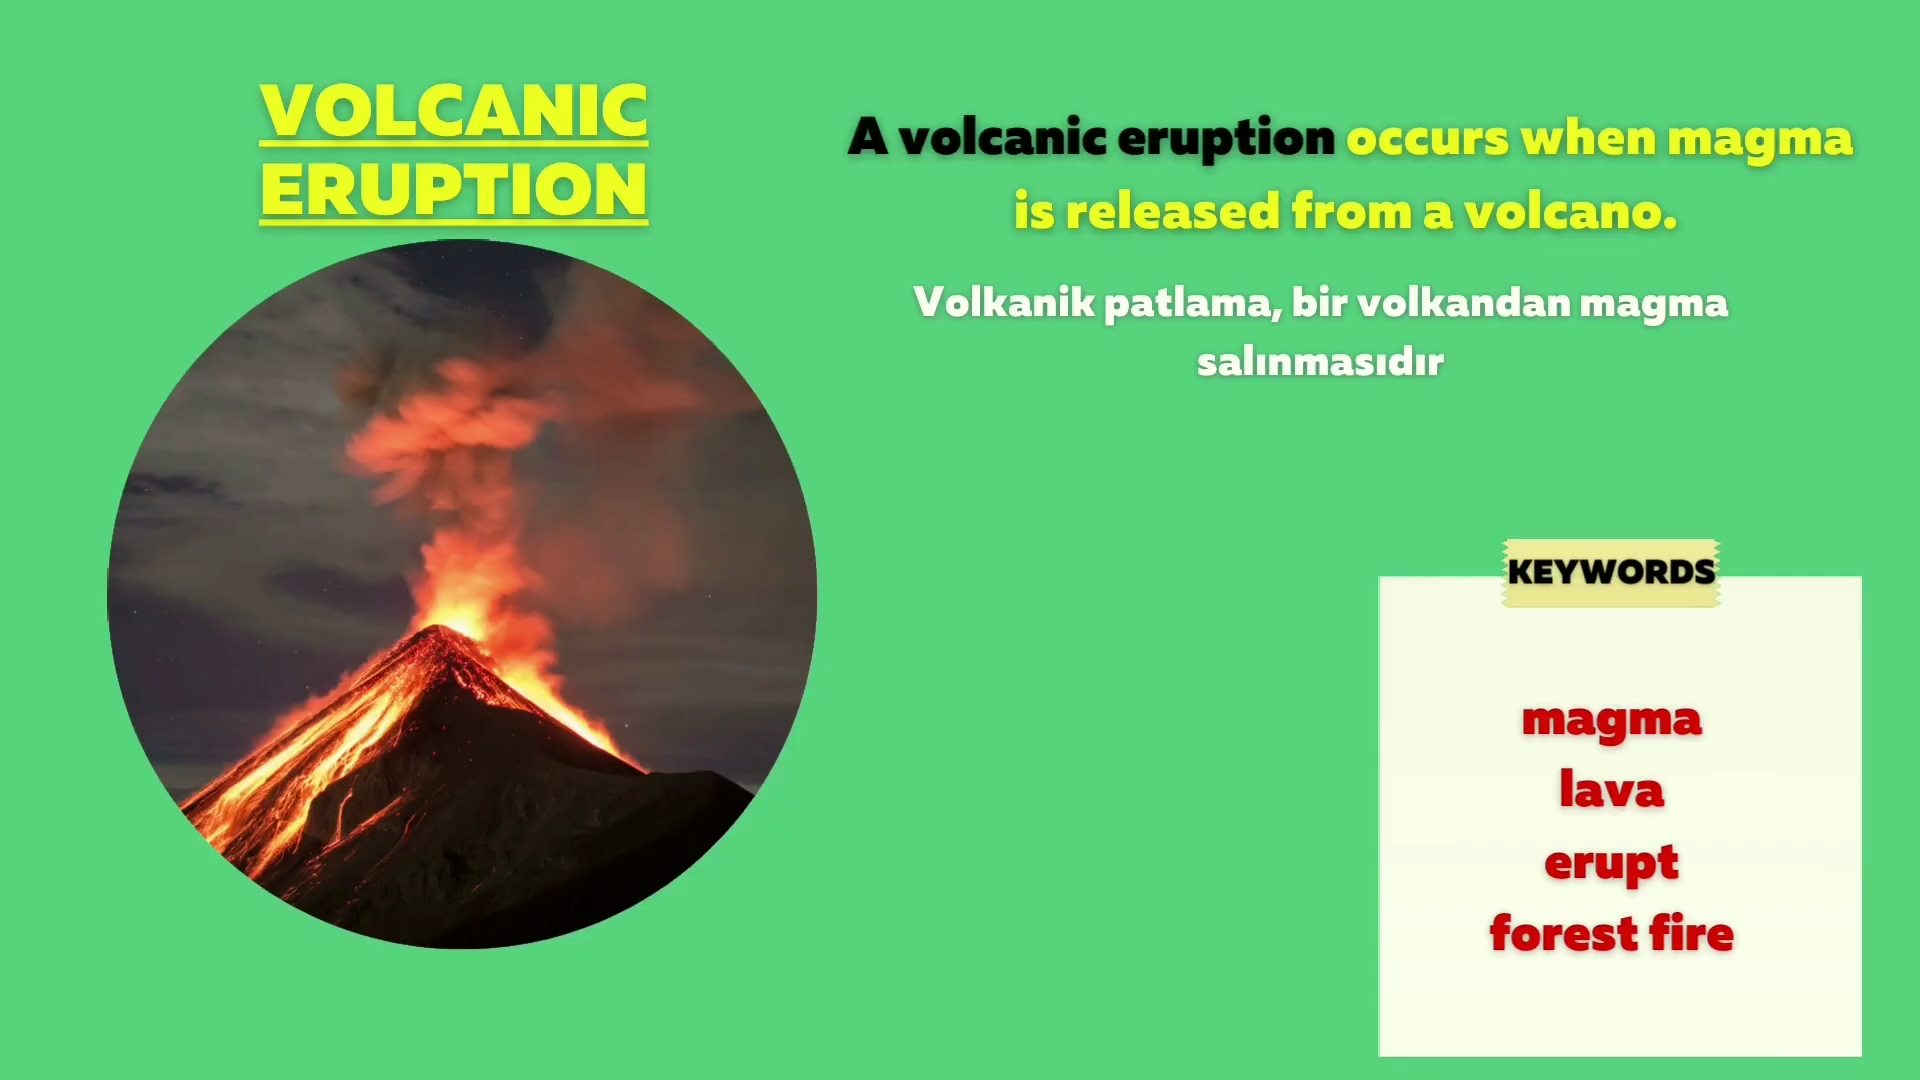 VOLCANIC
ERUPTION
A volcanic eruption occurs when magma
is released from a volcano.
Volkanik patlama, bir volkandan magma
salınmasıdır
KEYWORDS
magma
lava
erupt
forest fire